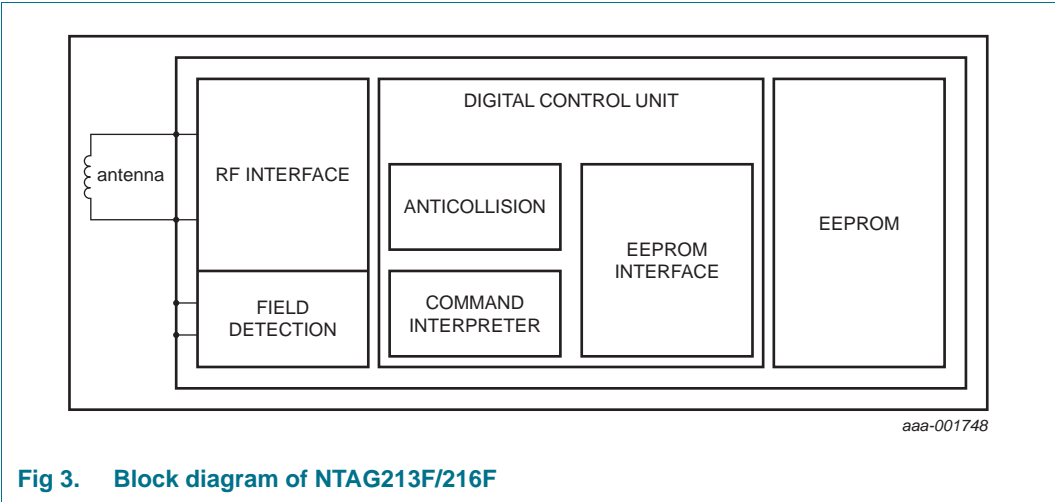 DIGITAL CONTROL UNIT
antenna
RF INTERFACE
ANTICOLLISION
EEPROM
INTERFACE
EEPROM
FIELD
DETECTION
COMMAND
INTERPRETER
aaa-001748
Fig 3. Block diagram of NTAG213F/216F